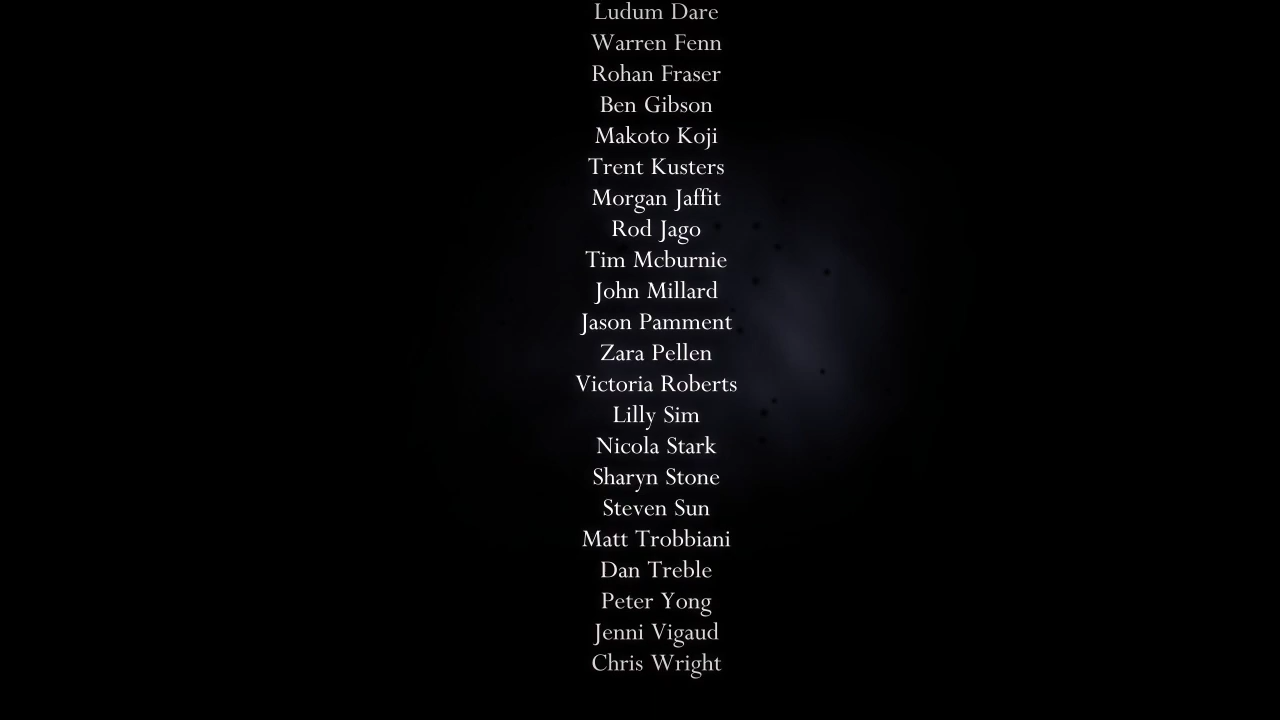 Ludum Dare
Warren Fenn
Rohan Fraser
Ben Gibson
Makoto Koji
Trent Kusters
Morgan Jaffit
Rod Jago
Tim Mcburnie
John Millard
Jason Pamment
Zara Pellen
Victoria Roberts
Lilly Sim
Nicola Stark
Sharyn Stone
Steven Sun
Matt Trobbiani
Dan Treble
Peter Yong
Jenni Vigaud
Chris Wright